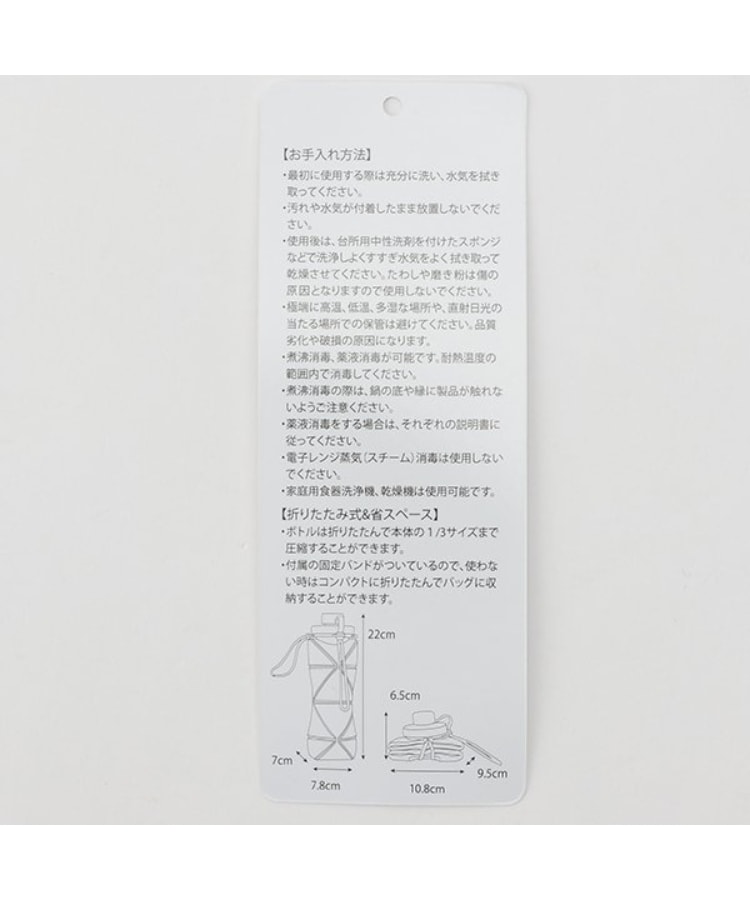 【お手入れ方法】
・最初に使用する際は充分に洗い、水気を拭き
取ってください。
・汚れや水気が付着したまま放置しないでくだ
さい。
・使用後は、台所用中性洗剤を付けたスポンジ
などで洗浄しよくすすぎ水気をよく拭き取って
乾燥させてください。たわしや磨き粉は傷の
原因となりますので使用しないでください。
・極端に高温、低温、多湿な場所や、直射日光の
当たる場所での保管は避けてください。品質
劣化や破損の原因になります。
・煮沸消毒、薬液消毒が可能です。耐熱温度の
範囲内で消毒してください。
・煮沸消毒の際は、鍋の底や縁に製品が触れな
いようご注意ください。
・薬液消毒をする場合は、それぞれの説明書に
従ってください。
・電子レンジ蒸気(スチーム)消毒は使用しない
でください。
・家庭用食器洗浄機、乾燥機は使用可能です。
【折りたたみ式&省スペース】
・ボトルは折りたたんで本体の1/3サイズまで
圧縮することができます。
・付属の固定バンドがついているので、使わな
い時はコンパクトに折りたたんでバッグに収
納することができます。
22cm
6.5cm
7cm
7.8cm
9.5cm
10.8cm